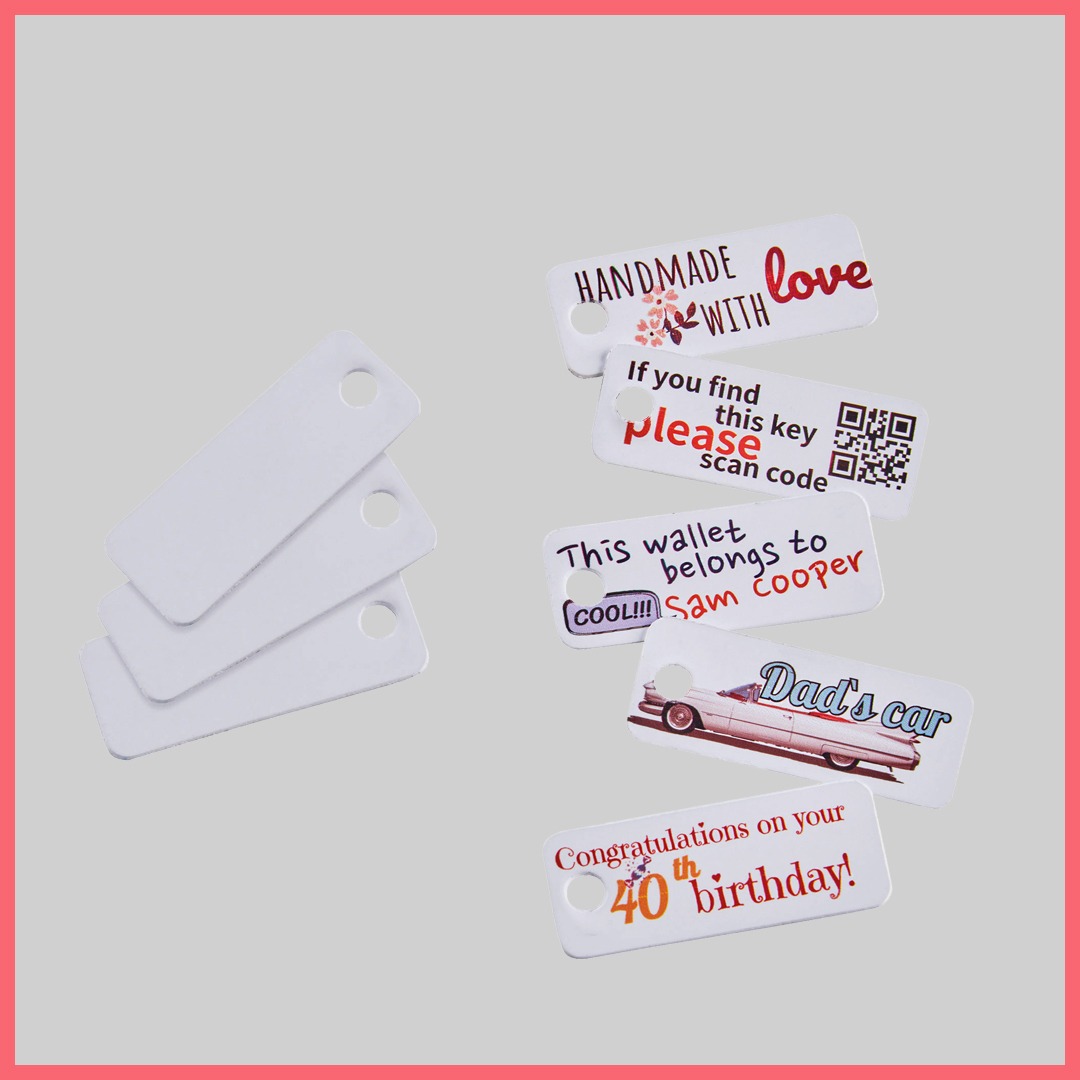 HANDMADE
WITH love
If you find
this key
please
scan code
This wallet
belongs to
COOL!!! Sam Cooper
Dad's car
Congratulations on your
40th birthday!